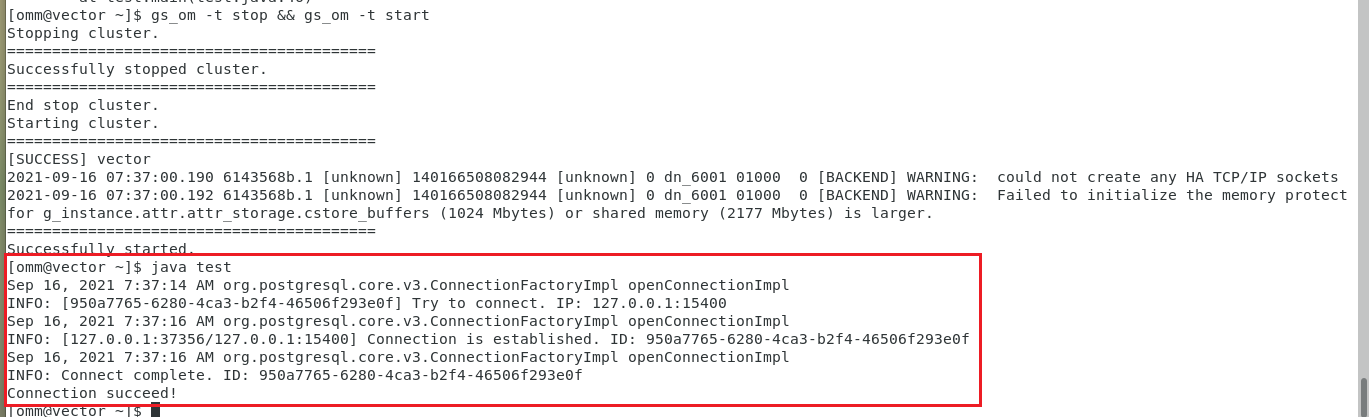 at test.main(test.java:48)
[omm@vector ~]$ gs_om -t stop && gs_om -t start
Stopping cluster.
=========================================
Successfully stopped cluster.
=========================================
End stop cluster.
Starting cluster.
=========================================
[SUCCESS] vector
2021-09-16 07:37:00.190 6143568b.1 [unknown] 140166508082944 [unknown] 0 dn_6001 01000  0 [BACKEND] WARNING:  could not create any HA TCP/IP sockets
2021-09-16 07:37:00.192 6143568b.1 [unknown] 140166508082944 [unknown] 0 dn_6001 01000  0 [BACKEND] WARNING:  Failed to initialize the memory protect
for g_instance.attr.attr_storage.cstore_buffers (1024 Mbytes) or shared memory (2177 Mbytes) is larger.
=========================================
Successfully started.
[omm@vector ~]$ java test
Sep 16, 2021 7:37:14 AM org.postgresql.core.v3.ConnectionFactoryImpl openConnectionImpl
INFO: [950a7765-6280-4ca3-b2f4-46506f293e0f] Try to connect. IP: 127.0.0.1:15400
Sep 16, 2021 7:37:16 AM org.postgresql.core.v3.ConnectionFactoryImpl openConnectionImpl
INFO: [127.0.0.1:37356/127.0.0.1:15400] Connection is established. ID: 950a7765-6280-4ca3-b2f4-46506f293e0f
Sep 16, 2021 7:37:16 AM org.postgresql.core.v3.ConnectionFactoryImpl openConnectionImpl
INFO: Connect complete. ID: 950a7765-6280-4ca3-b2f4-46506f293e0f
Connection succeed!
[omm@vector ~]$